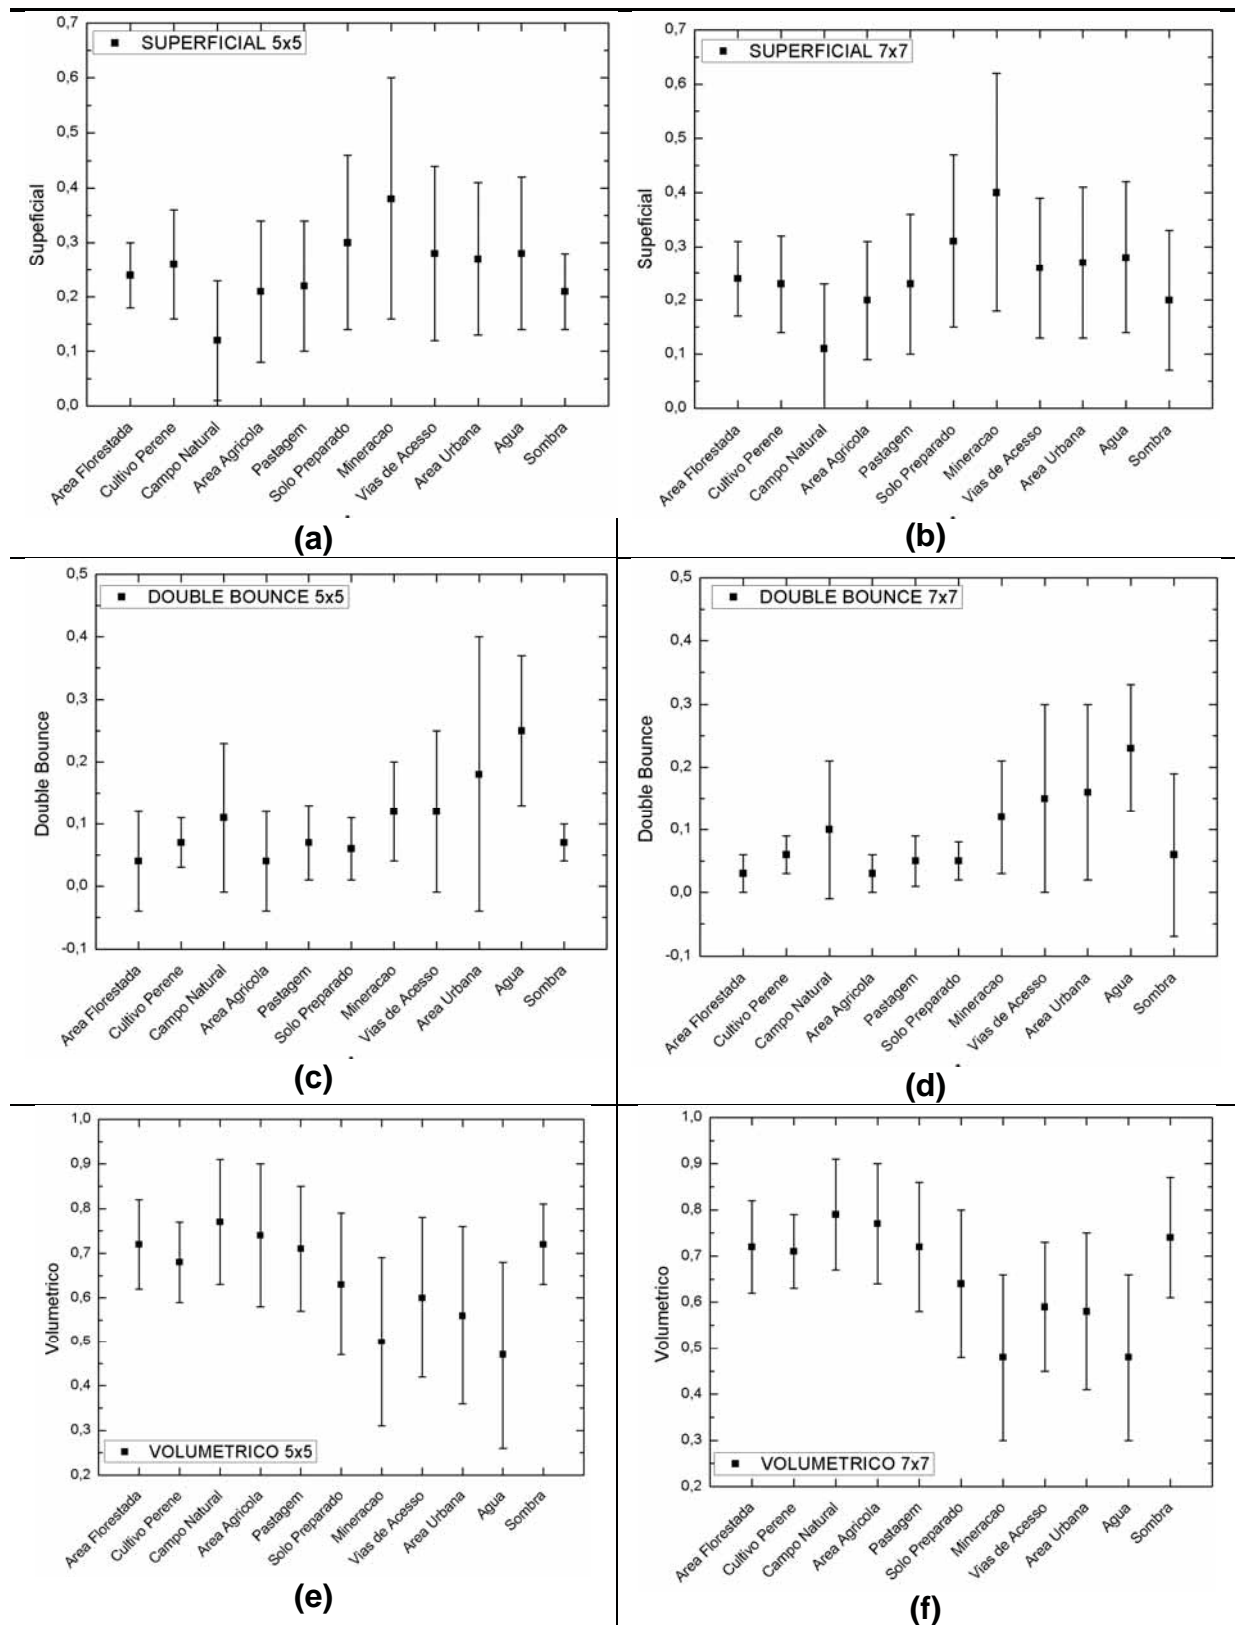 SUPERFICIAL 5x5
0,7
0,6
0,5
0,4
0,3
0,2
0,1
0,0
Supeficial
Area Florestada
Cultivo Perene
Campo Natural
Area Agricola
Pastagem
Solo Preparado
Mineracao
Vias de Acesso
Area Urbana
Agua
Sombra
(a)
SUPERFICIAL 7x7
0,7
0,6
0,5
0,4
0,3
0,2
0,1
0,0
Supeficial
Area Florestada
Cultivo Perene
Campo Natural
Area Agricola
Pastagem
Solo Preparado
Mineracao
Vias de Acesso
Area Urbana
Agua
Sombra
(b)
DOUBLE BOUNCE 5x5
0,5
0,4
0,3
0,2
0,1
0,0
-0,1
Double Bounce
Area Florestada
Cultivo Perene
Campo Natural
Area Agricola
Pastagem
Solo Preparado
Mineracao
Vias de Acesso
Area Urbana
Agua
Sombra
(c)
DOUBLE BOUNCE 7x7
0,5
0,4
0,3
0,2
0,1
0,0
-0,1
Double Bounce
Area Florestada
Cultivo Perene
Campo Natural
Area Agricola
Pastagem
Solo Preparado
Mineracao
Vias de Acesso
Area Urbana
Agua
Sombra
(d)
1,0
0,9
0,8
0,7
0,6
0,5
0,4
0,3
0,2
Volumetrico
VOLUMETRICO 5x5
Area Florestada
Cultivo Perene
Campo Natural
Area Agricola
Pastagem
Solo Preparado
Mineracao
Vias de Acesso
Area Urbana
Agua
Sombra
(e)
1,0
0,9
0,8
0,7
0,6
0,5
0,4
0,3
0,2
Volumetrico
VOLUMETRICO 7x7
Area Florestada
Cultivo Perene
Campo Natural
Area Agricola
Pastagem
Solo Preparado
Mineracao
Vias de Acesso
Area Urbana
Agua
Sombra
(f)